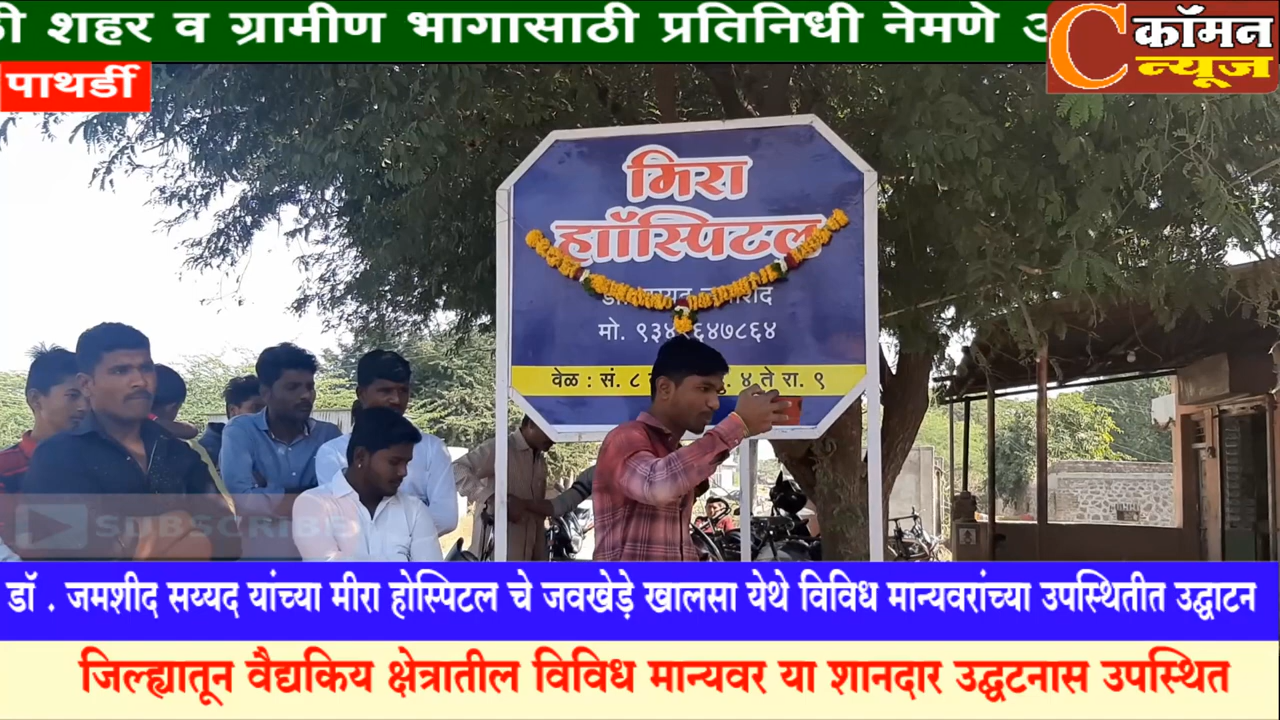 शहर व ग्रामीण भागासाठी प्रतिनिधी नेमणे
C कॉमन
न्यूज
पाथर्डी
मिरा
हाॅास्पिटल
मो.
वेळ : सं. ८
४ ते रा. ९
SUBSCRIBE
डॉ . जमशीद सय्यद यांच्या मीरा होस्पिटल चे जवखेडे खालसा येथे विविध मान्यवरांच्या उपस्थितीत उद्घाटन
जिल्ह्यातून वैद्यकिय क्षेत्रातील विविध मान्यवर या शानदार उद्घटनास उपस्थित